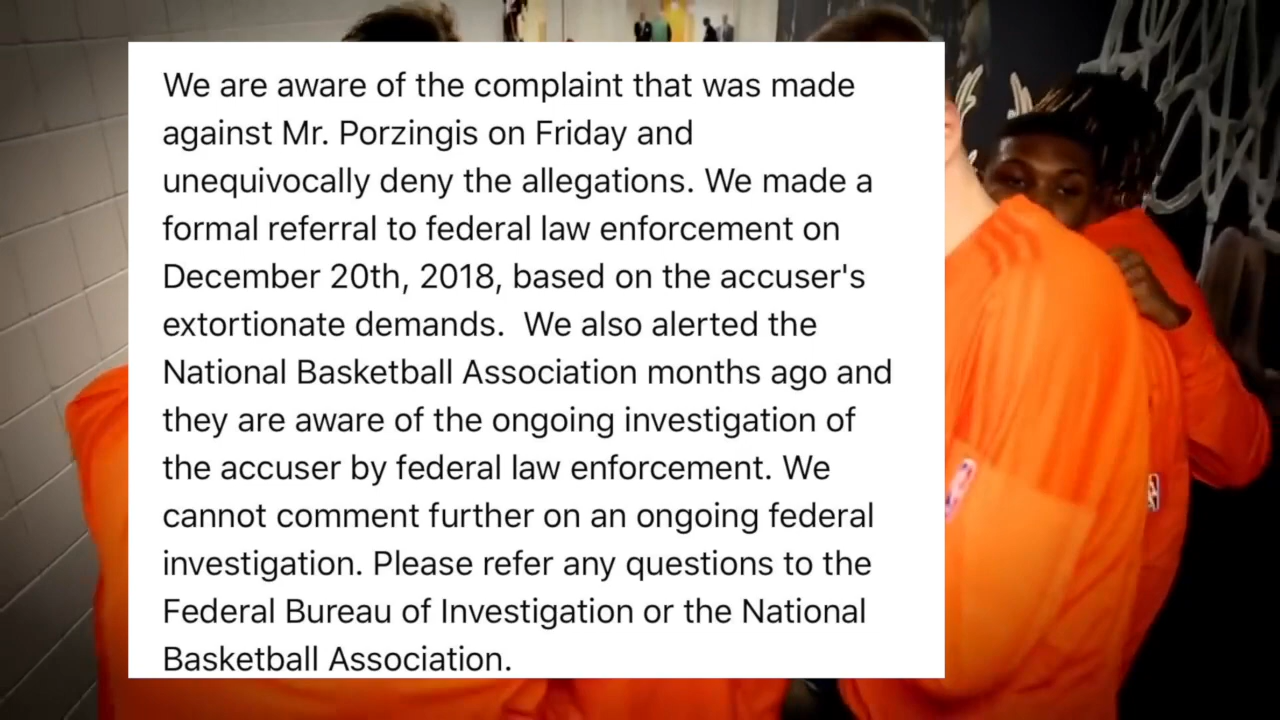 We are aware of the complaint that was made
against Mr. Porzingis on Friday and
unequivocally deny the allegations. We made a
formal referral to federal law enforcement on
December 20th, 2018, based on the accuser's
extortionate demands.  We also alerted the
National Basketball Association months ago and
they are aware of the ongoing investigation of
the accuser by federal law enforcement. We
cannot comment further on an ongoing federal
investigation. Please refer any questions to the
Federal Bureau of Investigation or the National
Basketball Association.